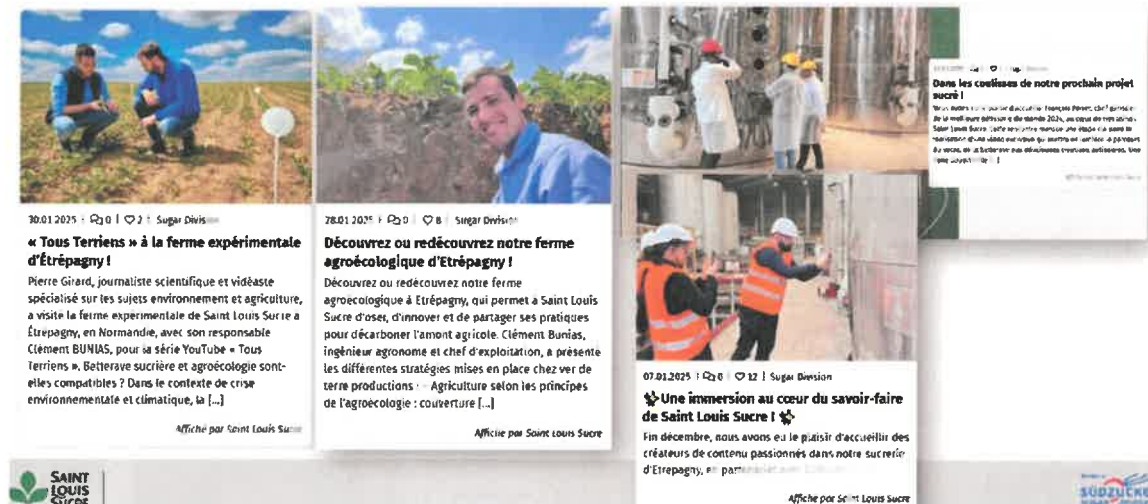 30.01.2025 | 0 | 2 | Sugar
« Tous Terriens » à la ferme expérimentale
d'Étrépagny !
Pierre Girard, journaliste scientifique et vidéaste
spécialisé sur les sujets environnement et agriculture,
a visité la ferme expérimentale de Saint Louis Sucre à
Étrepagny, en Normandie, avec son responsable
Clément BUNIAS, pour sa série YouTube « Tous
Terriens ». Betterave sucrière et agroécologie sont-
elles compatibles ? Dans le contexte de crise
environnementale et climatique, la [...]
Affiché par Saint Louis
28.01.2025 | 0 | 8 | Sugar Division
Découvrez ou redécouvrez notre ferme
agroécologique d'Etrépagny !
Découvrez ou redécouvrez notre ferme
agroécologique à Etrépagny, qui permet à Saint Louis
Sucre d'oser, d'innover et de partager ses pratiques
pour décarboner l'amont agricole. Clément Bunias,
ingénieur agronome et chef d'exploitation, a présenté
les différentes stratégies mises en place chez ver de
terre productions : - Agriculture selon les principes
de l'agroécologie : couverture [...]
Affiché par Saint Louis Sucre
Dans les coulisses de notre prochain projet
sucré !
07.01.2025 | 0 | 12 | Sugar Division
Une immersion au cœur du savoir-faire
de Saint Louis Sucre !
Fin décembre, nous avons eu le plaisir d'accueillir des
créateurs de contenu passionnés dans notre sucrerie
d'Etrepagny, en
Affiché par Saint Louis Sucre
SAINT
LOUIS
SUCRE
SÜDZUCKER